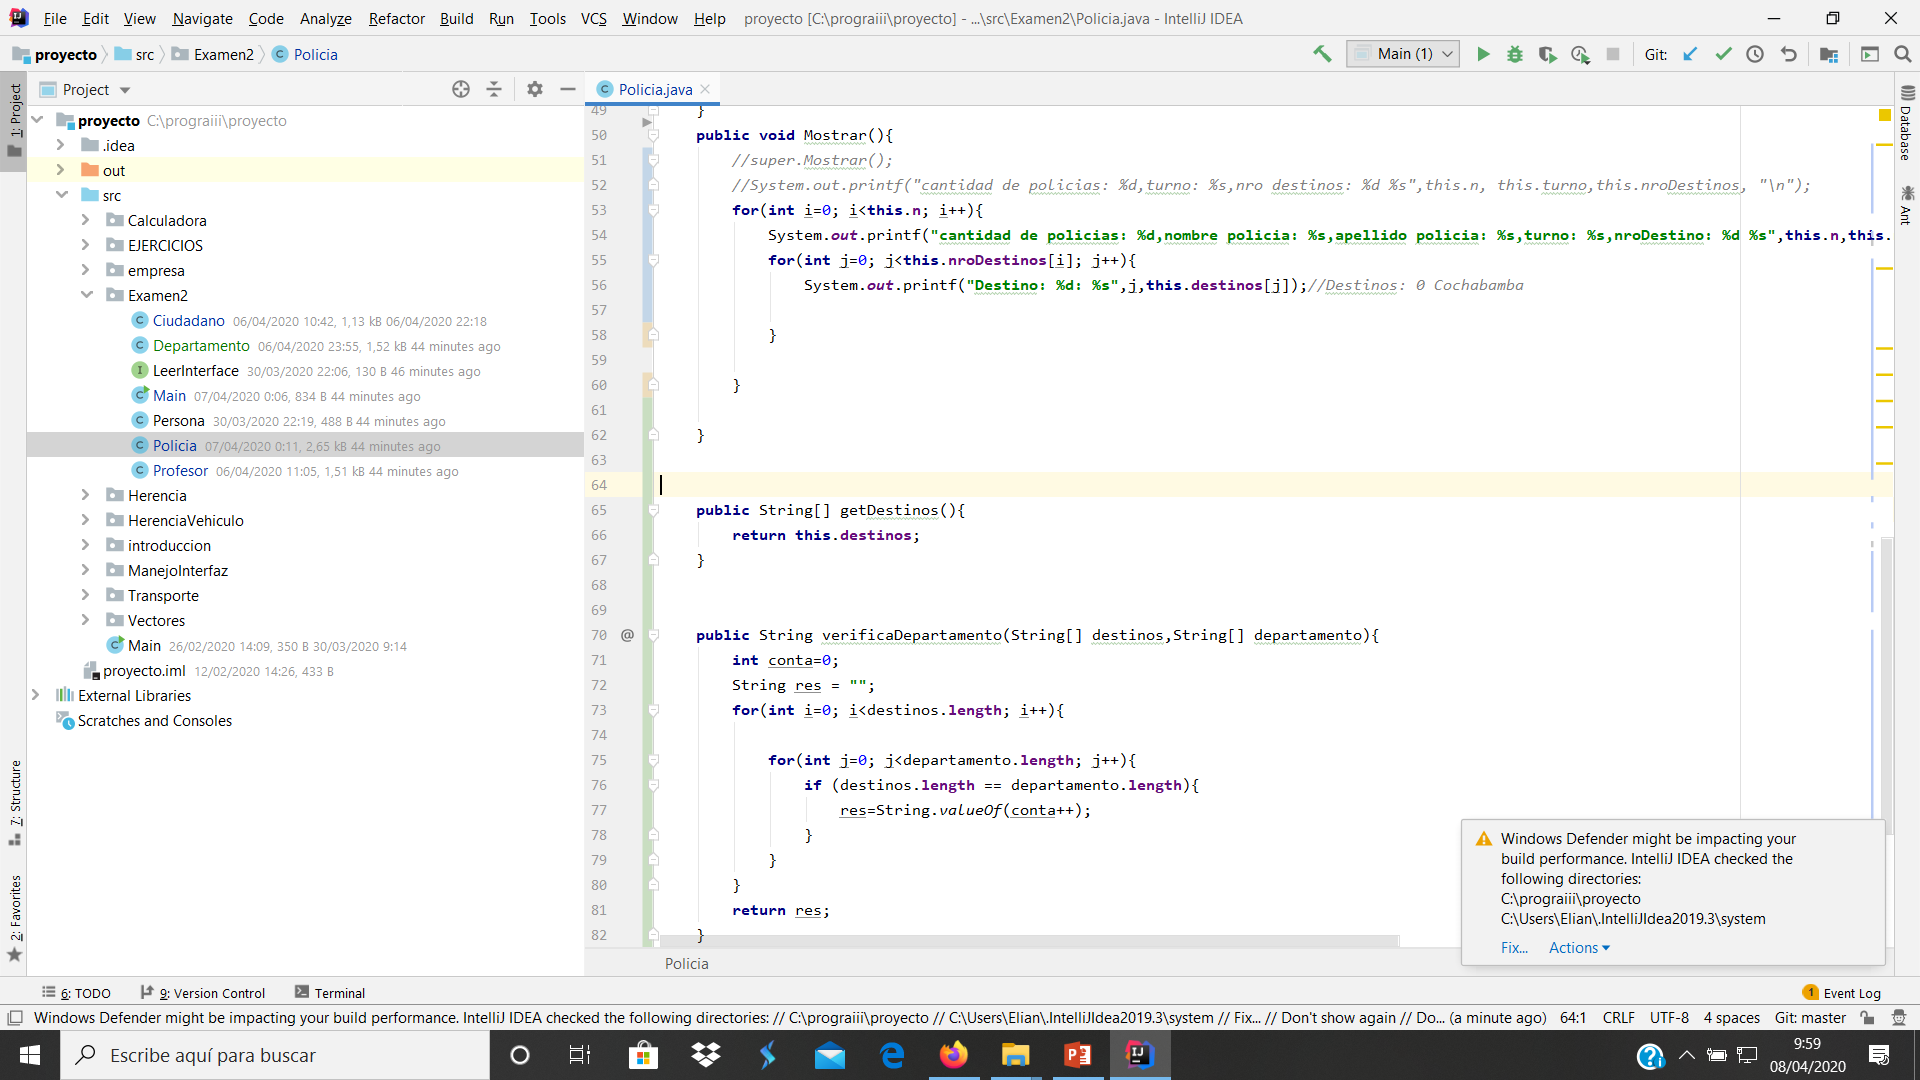 File Edit View Navigate Code Analyze Refactor Build Run Tools VCS Window Help proyecto [C:\prograiii\proyecto] - ...\src\Examen2\Policia.java - IntelliJ IDEA
proyecto src Examen2 Policia Main (1) Git:
1: Project
7: Structure
2: Favorites
Project
proyecto C:\prograiii\proyecto
.idea
out
src
Calculadora
EJERCICIOS
empresa
Examen2
Ciudadano 06/04/2020 10:42, 1,13 kB 06/04/2020 22:18
Departamento 06/04/2020 23:55, 1,52 kB 44 minutes ago
LeerInterface 30/03/2020 22:06, 130 B 46 minutes ago
Main 07/04/2020 0:06, 834 B 44 minutes ago
Persona 30/03/2020 22:19, 488 B 44 minutes ago
Policia 07/04/2020 0:11, 2,65 kB 44 minutes ago
Profesor 06/04/2020 11:05, 1,51 kB 44 minutes ago
Herencia
HerenciaVehiculo
introduccion
ManejoInterfaz
Transporte
Vectores
Main 26/02/2020 14:09, 350 B 30/03/2020 9:14
proyecto.iml 12/02/2020 14:26, 433 B
External Libraries
Scratches and Consoles
Policia.java
49 }
50 public void Mostrar(){
51 //super.Mostrar();
52 //System.out.printf("cantidad de policias: %d,turno: %s,nro destinos: %d %s",this.n, this.turno,this.nroDestinos, "\n");
53 for(int i=0; i<this.n; i++){
54 System.out.printf("cantidad de policias: %d,nombre policia: %s,apellido policia: %s,turno: %s,nroDestino: %d %s",this.n,this.
55 for(int j=0; j<this.nroDestinos[i]; j++){
56 System.out.printf("Destino: %d: %s",j,this.destinos[j]);//Destinos: 0 Cochabamba
57
58 }
59
60 }
61
62 }
63
64
65 public String[] getDestinos(){
66 return this.destinos;
67 }
68
69
70 @ public String verificaDepartamento(String[] destinos,String[] departamento){
71 int conta=0;
72 String res = "";
73 for(int i=0; i<destinos.length; i++){
74
75 for(int j=0; j<departamento.length; j++){
76 if (destinos.length == departamento.length){
77 res=String.valueOf(conta++);
78 }
79 }
80 }
81 return res;
82 }
Policia
Database
Ant
Windows Defender might be impacting your
build performance. IntelliJ IDEA checked the
following directories:
C:\prograiii\proyecto
C:\Users\Elian\.IntelliJIdea2019.3\system
Fix... Actions
6: TODO 9: Version Control Terminal 1 Event Log
Windows Defender might be impacting your build performance. IntelliJ IDEA checked the following directories: // C:\prograiii\proyecto // C:\Users\Elian\.IntelliJIdea2019.3\system // Fix... // Don't show again // Do... (a minute ago) 64:1 CRLF UTF-8 4 spaces Git: master
Escribe aquí para buscar
9:59
08/04/2020